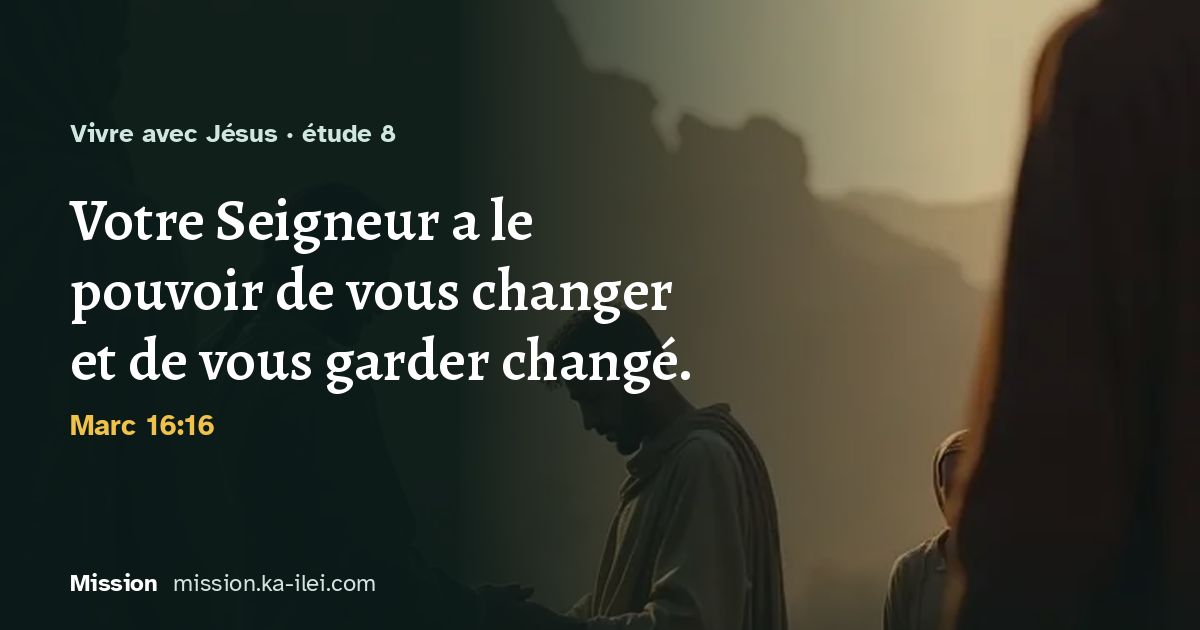 Vivre avec Jésus · étude 8
Votre Seigneur a le
pouvoir de vous changer
et de vous garder changé.
Marc 16:16
Mission mission.ka-ilei.com